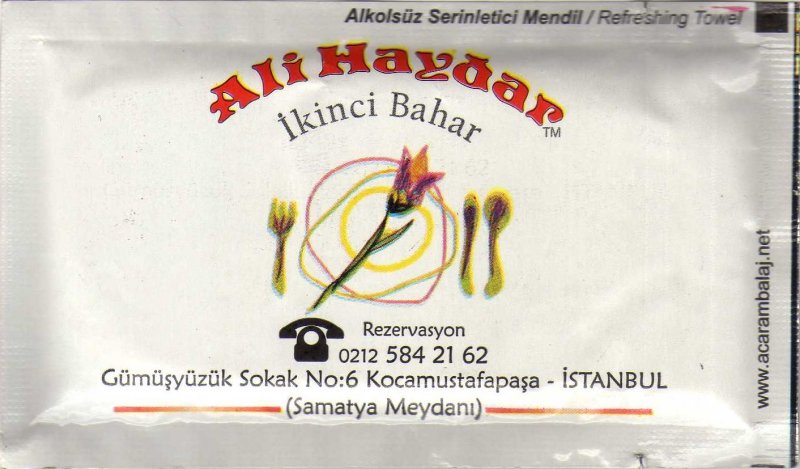 Alkolsüz Serinletici Mendil / Refreshing Towel
Ali Haydar
İkinci Bahar
TM
Rezervasyon
0212 584 21 62
Gümüşyüzük Sokak No:6 Kocamustafapaşa - İSTANBUL
(Samatya Meydanı)
www.acarambalaj.net